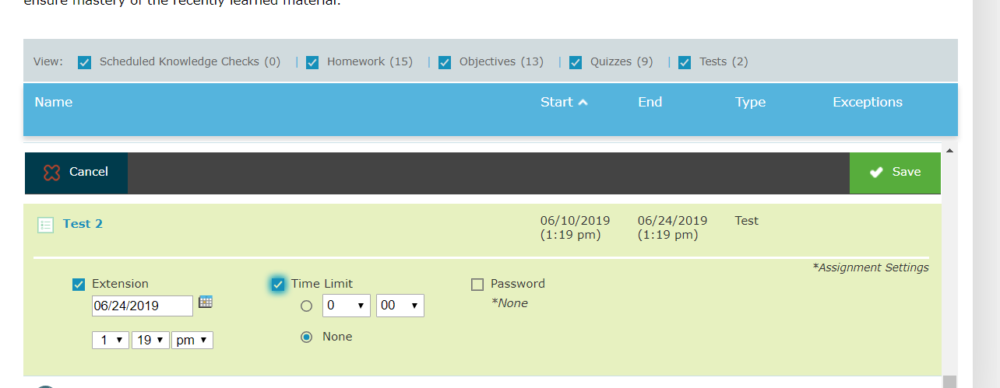 ensure mastery of the recently learned material.
View: Scheduled Knowledge Checks (0) | Homework (15) | Objectives (13) | Quizzes (9) | Tests (2)
Name Start End Type Exceptions
Cancel Save
Test 2 06/10/2019 06/24/2019 Test
(1:19 pm) (1:19 pm)
*Assignment Settings
Extension Time Limit Password
06/24/2019 0 00 *None
1 19 pm None